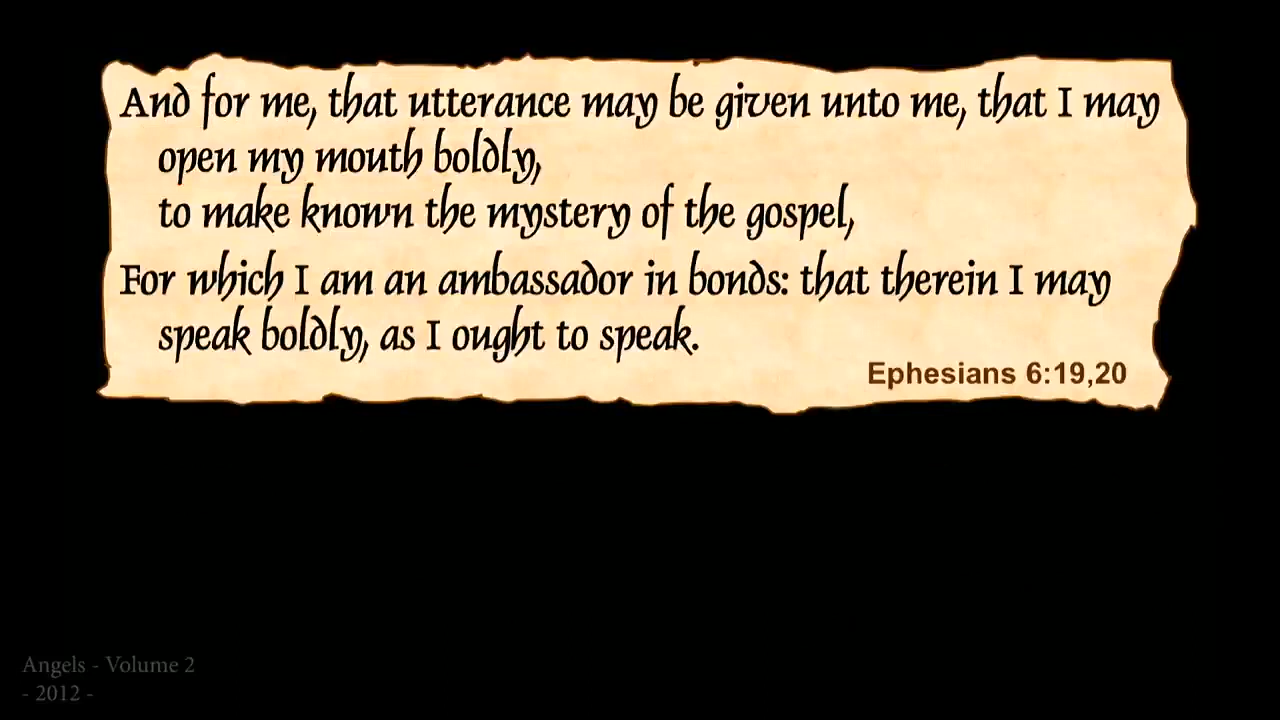 And for me, that utterance may be given unto me, that I may
open my mouth boldly,
to make known the mystery of the gospel,
For which I am an ambassador in bonds: that therein I may
speak boldly, as I ought to speak.
Ephesians 6:19,20
Angels - Volume 2
- 2012 -